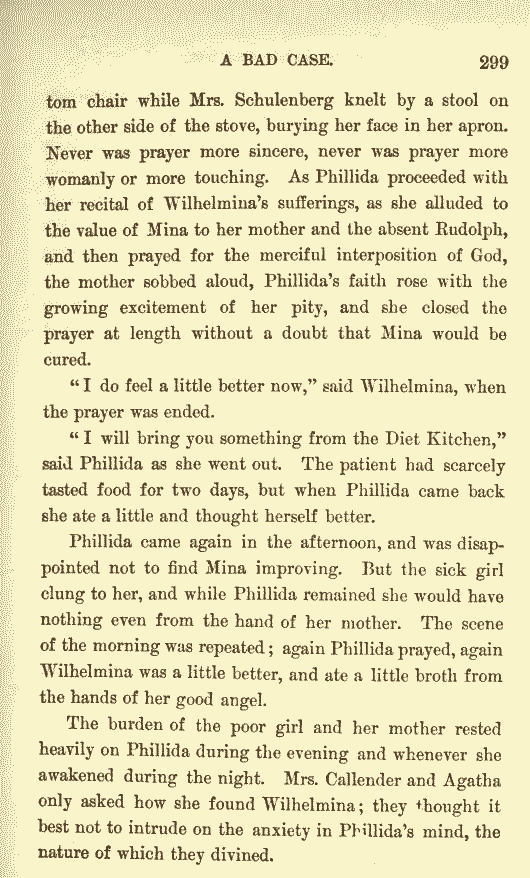 A BAD CASE. 299
tom chair while Mrs. Schulenberg knelt by a stool on
the other side of the stove, burying her face in her apron.
Never was prayer more sincere, never was prayer more
womanly or more touching. As Phillida proceeded with
her recital of Wilhelmina's sufferings, as she alluded to
the value of Mina to her mother and the absent Rudolph,
and then prayed for the merciful interposition of God,
the mother sobbed aloud, Phillida's faith rose with the
growing excitement of her pity, and she closed the
prayer at length without a doubt that Mina would be
cured.
"I do feel a little better now," said Wilhelmina, when
the prayer was ended.
"I will bring you something from the Diet Kitchen,"
said Phillida as she went out. The patient had scarcely
tasted food for two days, but when Phillida came back
she ate a little and thought herself better.
Phillida came again in the afternoon, and was disap-
pointed not to find Mina improving. But the sick girl
clung to her, and while Phillida remained she would have
nothing even from the hand of her mother. The scene
of the morning was repeated; again Phillida prayed, again
Wilhelmina was a little better, and ate a little broth from
the hands of her good angel.
The burden of the poor girl and her mother rested
heavily on Phillida during the evening and whenever she
awakened during the night. Mrs. Callender and Agatha
only asked how she found Wilhelmina; they thought it
best not to intrude on the anxiety in Phillida's mind, the
nature of which they divined.